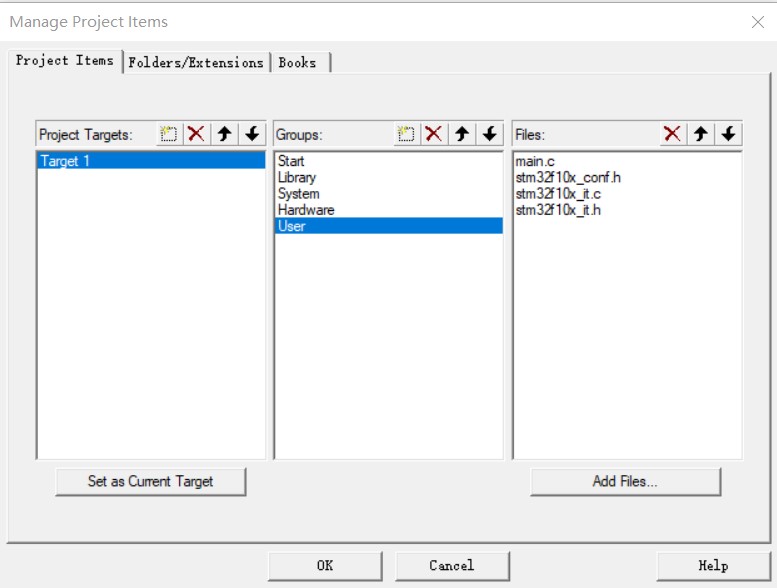 Manage Project Items
Project Items Folders/Extensions Books
Project Targets: Groups: Files:
Target 1
Start
Library
System
Hardware
User
main.c
stm32f10x_conf.h
stm32f10x_it.c
stm32f10x_it.h
Set as Current Target Add Files...
OK Cancel Help